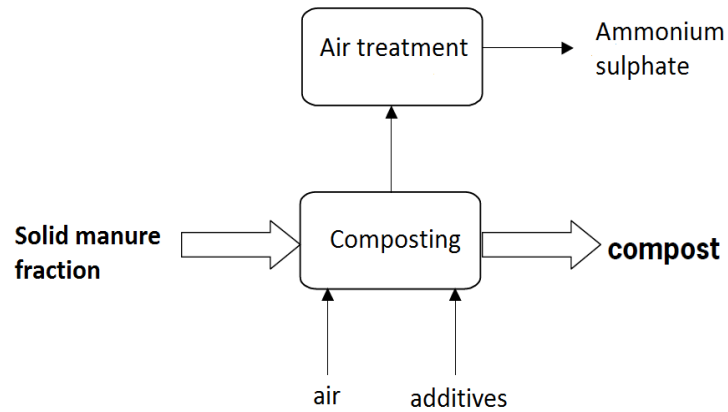 Air treatment
Ammonium
sulphate
Solid manure
fraction
Composting
compost
air
additives